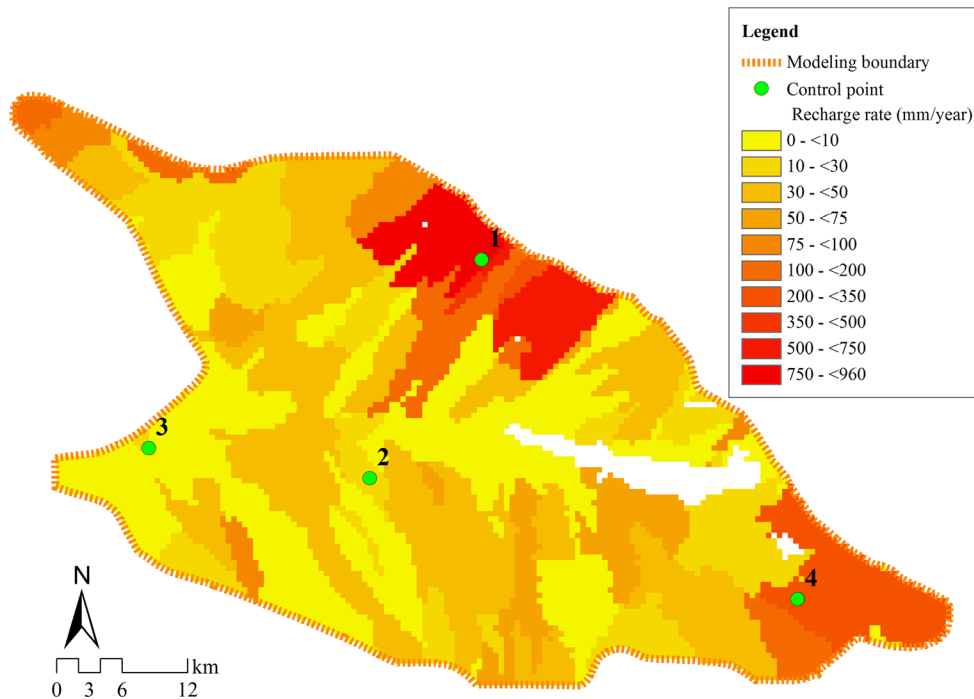 Legend
Modeling boundary
Control point
Recharge rate (mm/year)
0 - <10
10 - <30
30 - <50
50 - <75
75 - <100
100 - <200
200 - <350
350 - <500
500 - <750
750 - <960
1
2
3
4
N
km
0 3 6 12